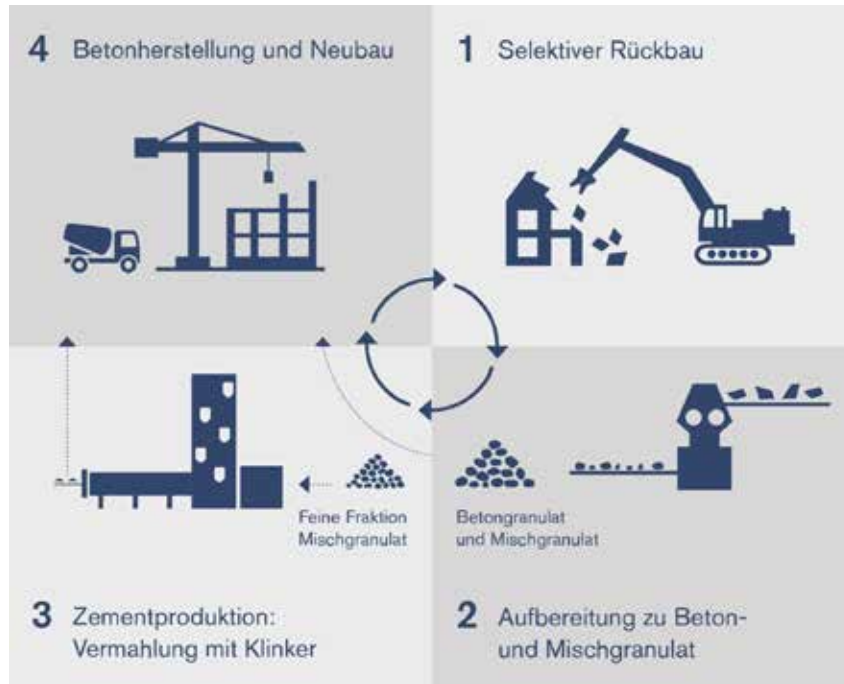 4 Betonherstellung und Neubau
1 Selektiver Rückbau
Feine Fraktion
Mischgranulat
Betongranulat
und Mischgranulat
3 Zementproduktion:
Vermahlung mit Klinker
2 Aufbereitung zu Beton-
und Mischgranulat